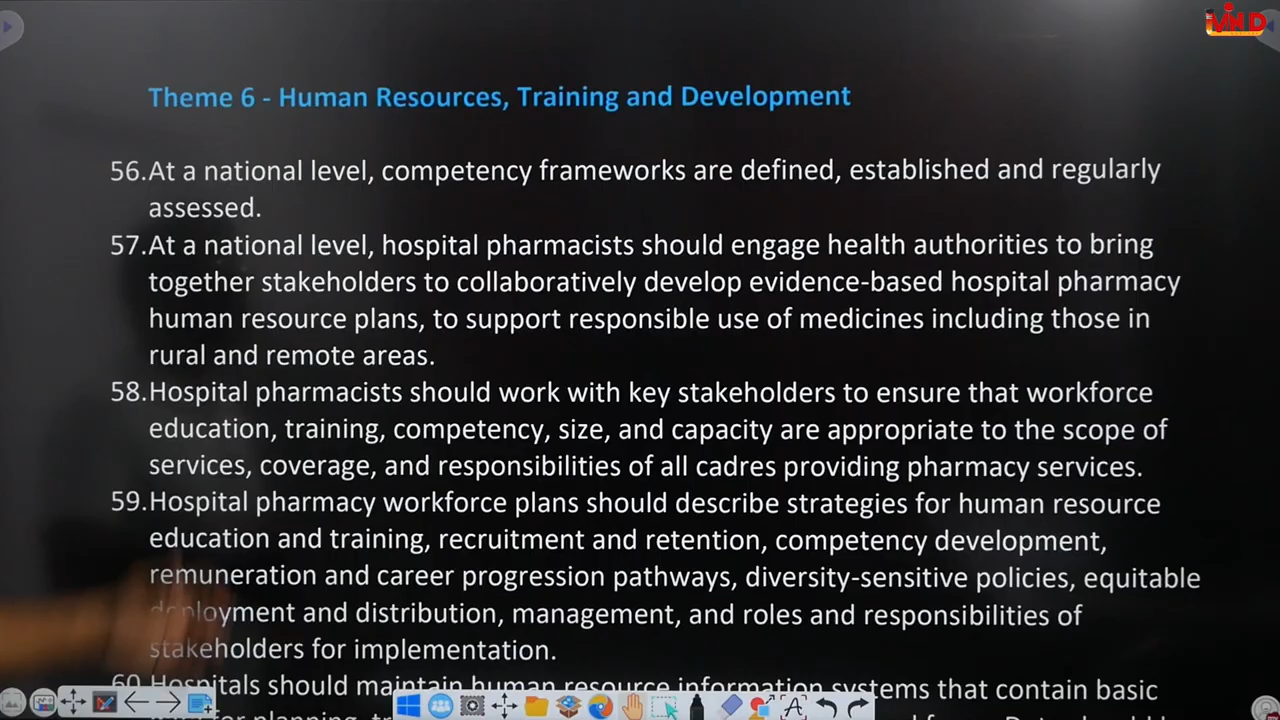 VIND
Theme 6 - Human Resources, Training and Development
56.At a national level, competency frameworks are defined, established and regularly
assessed.
57.At a national level, hospital pharmacists should engage health authorities to bring
together stakeholders to collaboratively develop evidence-based hospital pharmacy
human resource plans, to support responsible use of medicines including those in
rural and remote areas.
58.Hospital pharmacists should work with key stakeholders to ensure that workforce
education, training, competency, size, and capacity are appropriate to the scope of
services, coverage, and responsibilities of all cadres providing pharmacy services.
59.Hospital pharmacy workforce plans should describe strategies for human resource
education and training, recruitment and retention, competency development,
remuneration and career progression pathways, diversity-sensitive policies, equitable
deployment and distribution, management, and roles and responsibilities of
stakeholders for implementation.
60.Hospitals should maintain human resource information systems that contain basic